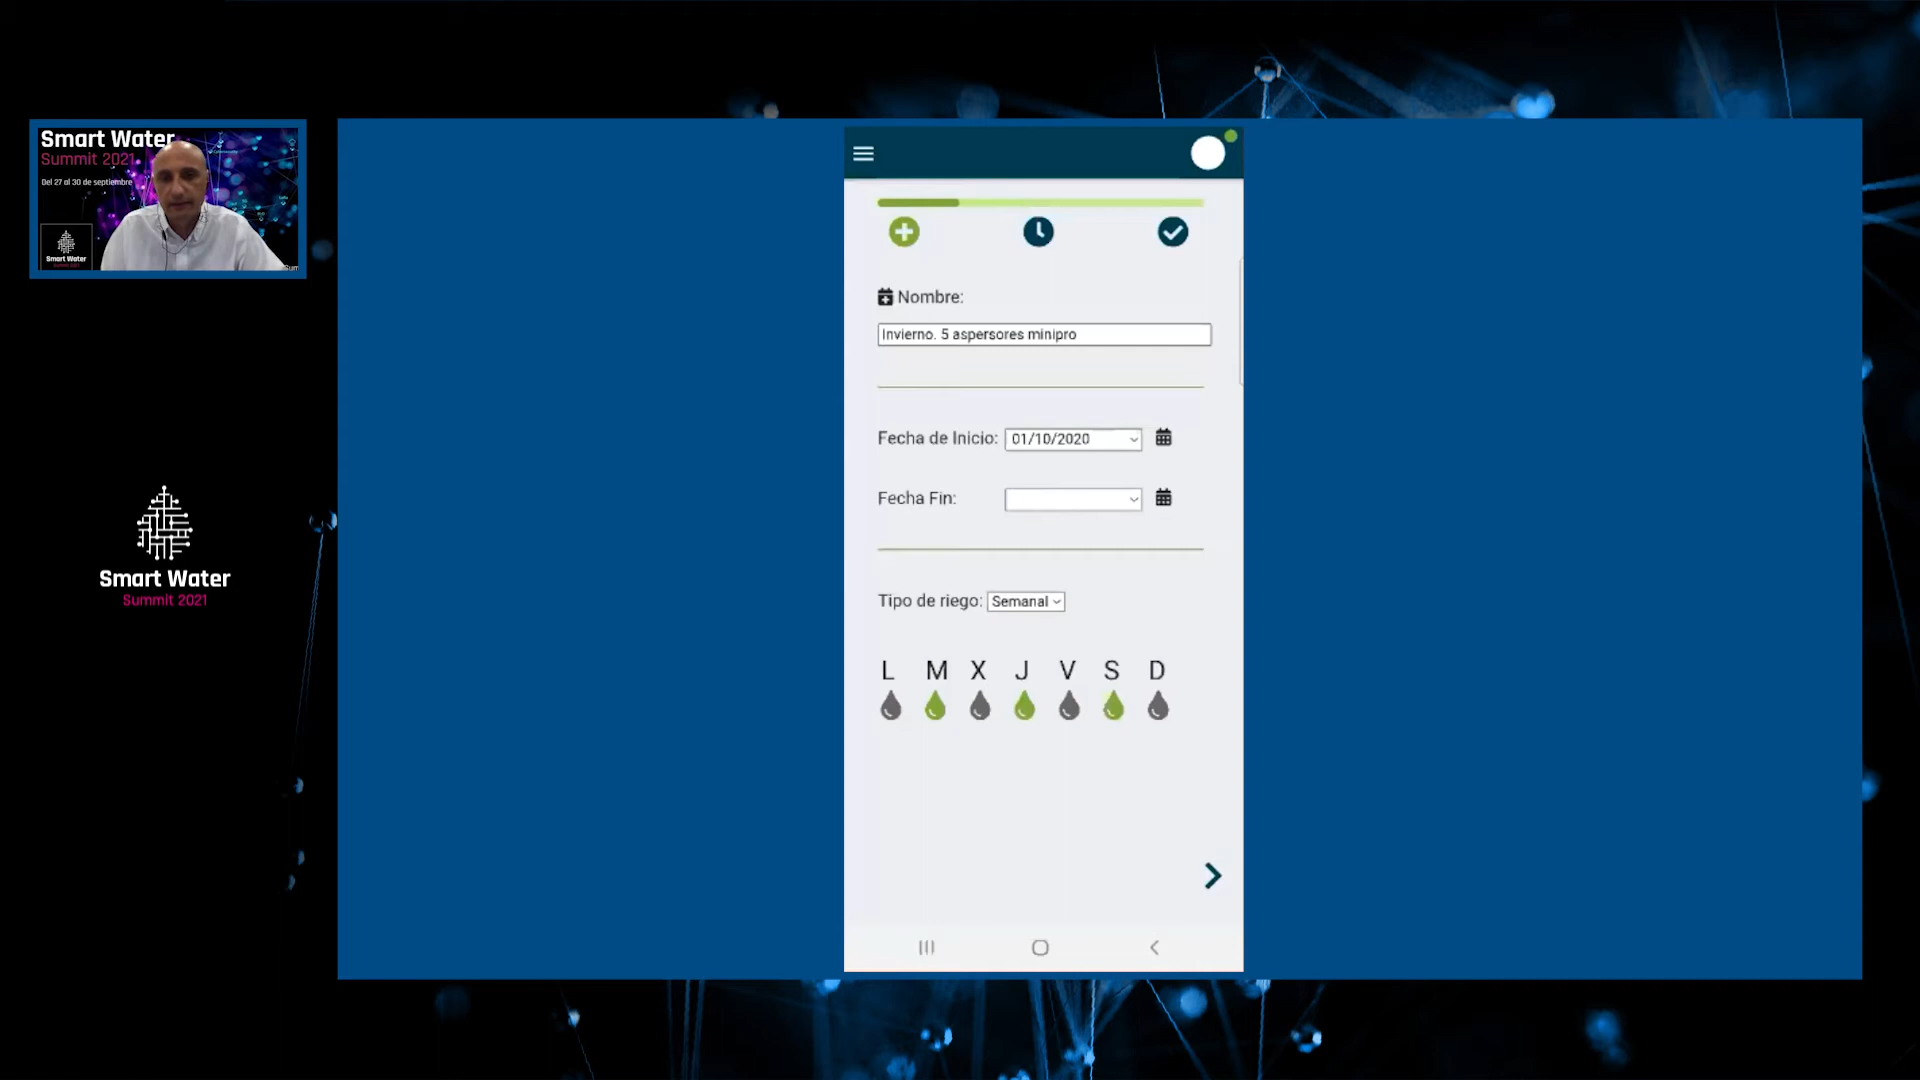 Smart Water
Summit 2021
Del 27 al 30 de septiembre
Smart Water
Smart Water
Summit 2021
Nombre:
Invierno. 5 aspersores minipro
Fecha de Inicio: 01/10/2020
Fecha Fin:
Tipo de riego: Semanal
L M X J V S D